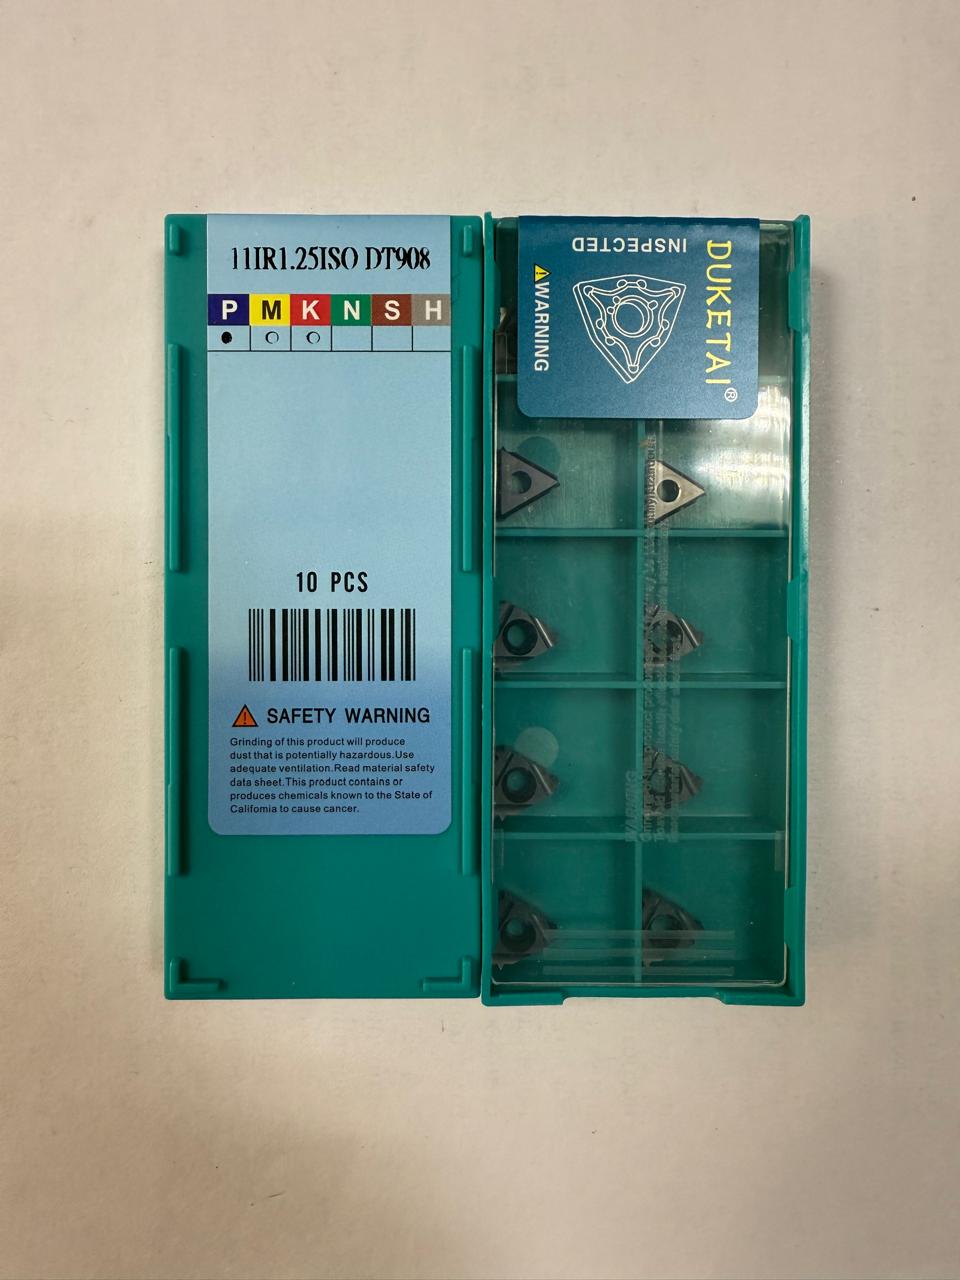 11IR1.25ISO DT908
P M K N S H
10 PCS
SAFETY WARNING
Grinding of this product will produce
dust that is potentially hazardous.Use
adequate ventilation.Read material safety
data sheet.This product contains or
produces chemicals known to the State of
California to cause cancer.
DUKETAI®
INSPECTED
WARNING